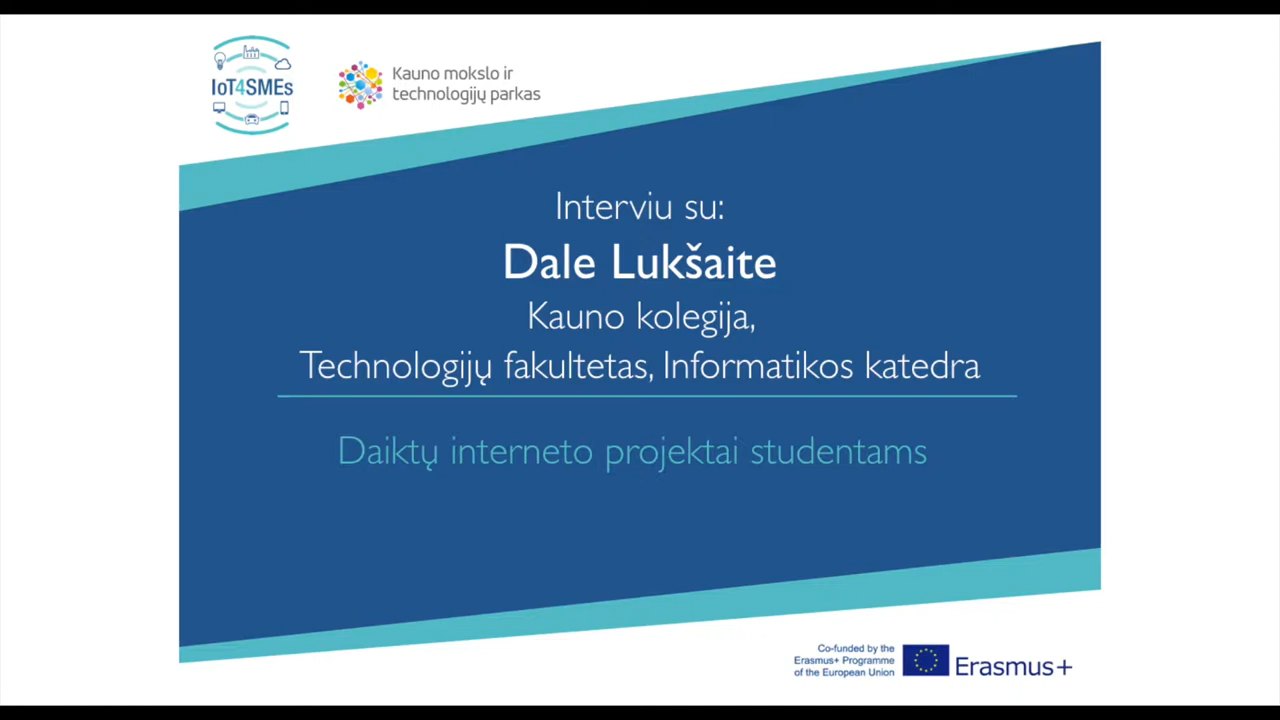 IoT4SMEs
Kauno mokslo ir
technologijų parkas
Interviu su:
Dale Lukšaite
Kauno kolegija,
Technologijų fakultetas, Informatikos katedra
Daiktų interneto projektai studentams
Co-funded by the
Erasmus+ Programme
of the European Union
Erasmus+